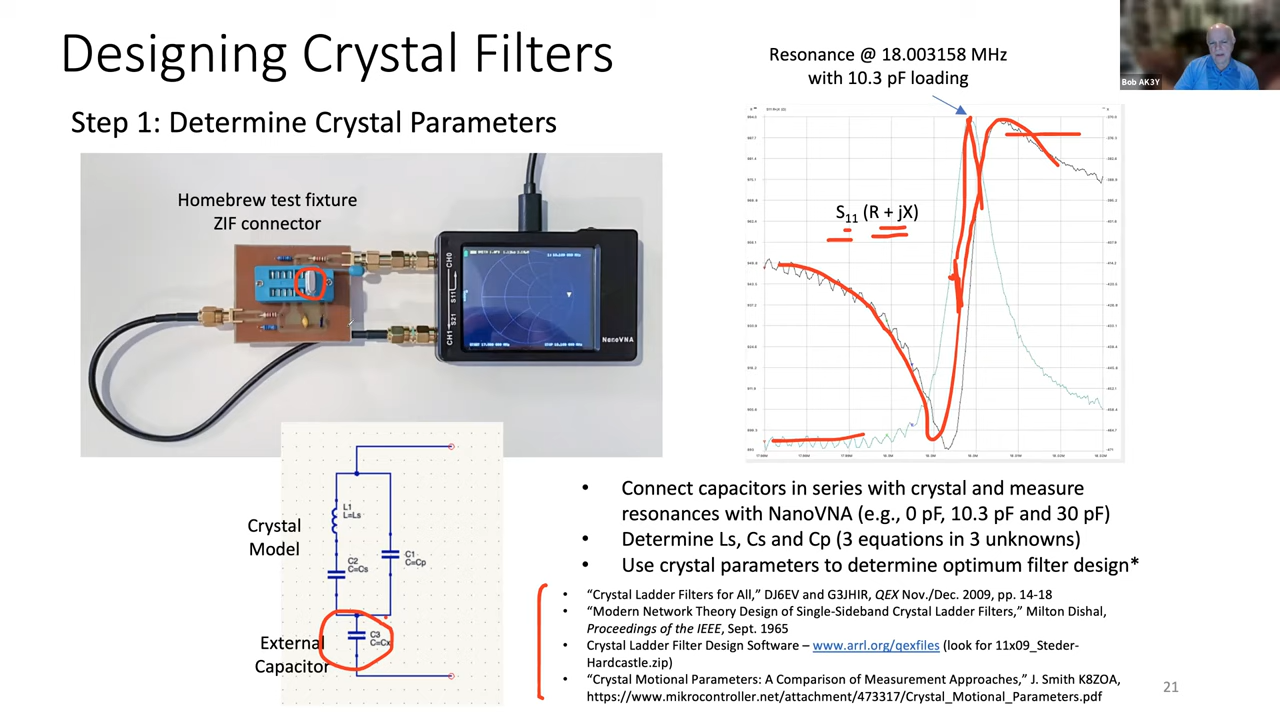 Designing Crystal Filters
Step 1: Determine Crystal Parameters
Resonance @ 18.003158 MHz
with 10.3 pF loading
Bob AK3Y
Homebrew test fixture
ZIF connector
S11 (R + jX)
CH0
S11
S21
CH1
NanoVNA
L1
L=Ls
C2
C=Cs
C1
C=Cp
C3
C=Cx
Crystal
Model
External
Capacitor
• Connect capacitors in series with crystal and measure
resonances with NanoVNA (e.g., 0 pF, 10.3 pF and 30 pF)
• Determine Ls, Cs and Cp (3 equations in 3 unknowns)
• Use crystal parameters to determine optimum filter design*
• “Crystal Ladder Filters for All,” DJ6EV and G3JHIR, QEX Nov./Dec. 2009, pp. 14-18
• “Modern Network Theory Design of Single-Sideband Crystal Ladder Filters,” Milton Dishal,
Proceedings of the IEEE, Sept. 1965
• Crystal Ladder Filter Design Software – www.arrl.org/qexfiles (look for 11x09_Steder-
Hardcastle.zip)
• “Crystal Motional Parameters: A Comparison of Measurement Approaches,” J. Smith K8ZOA,
https://www.mikrocontroller.net/attachment/473317/Crystal_Motional_Parameters.pdf
21